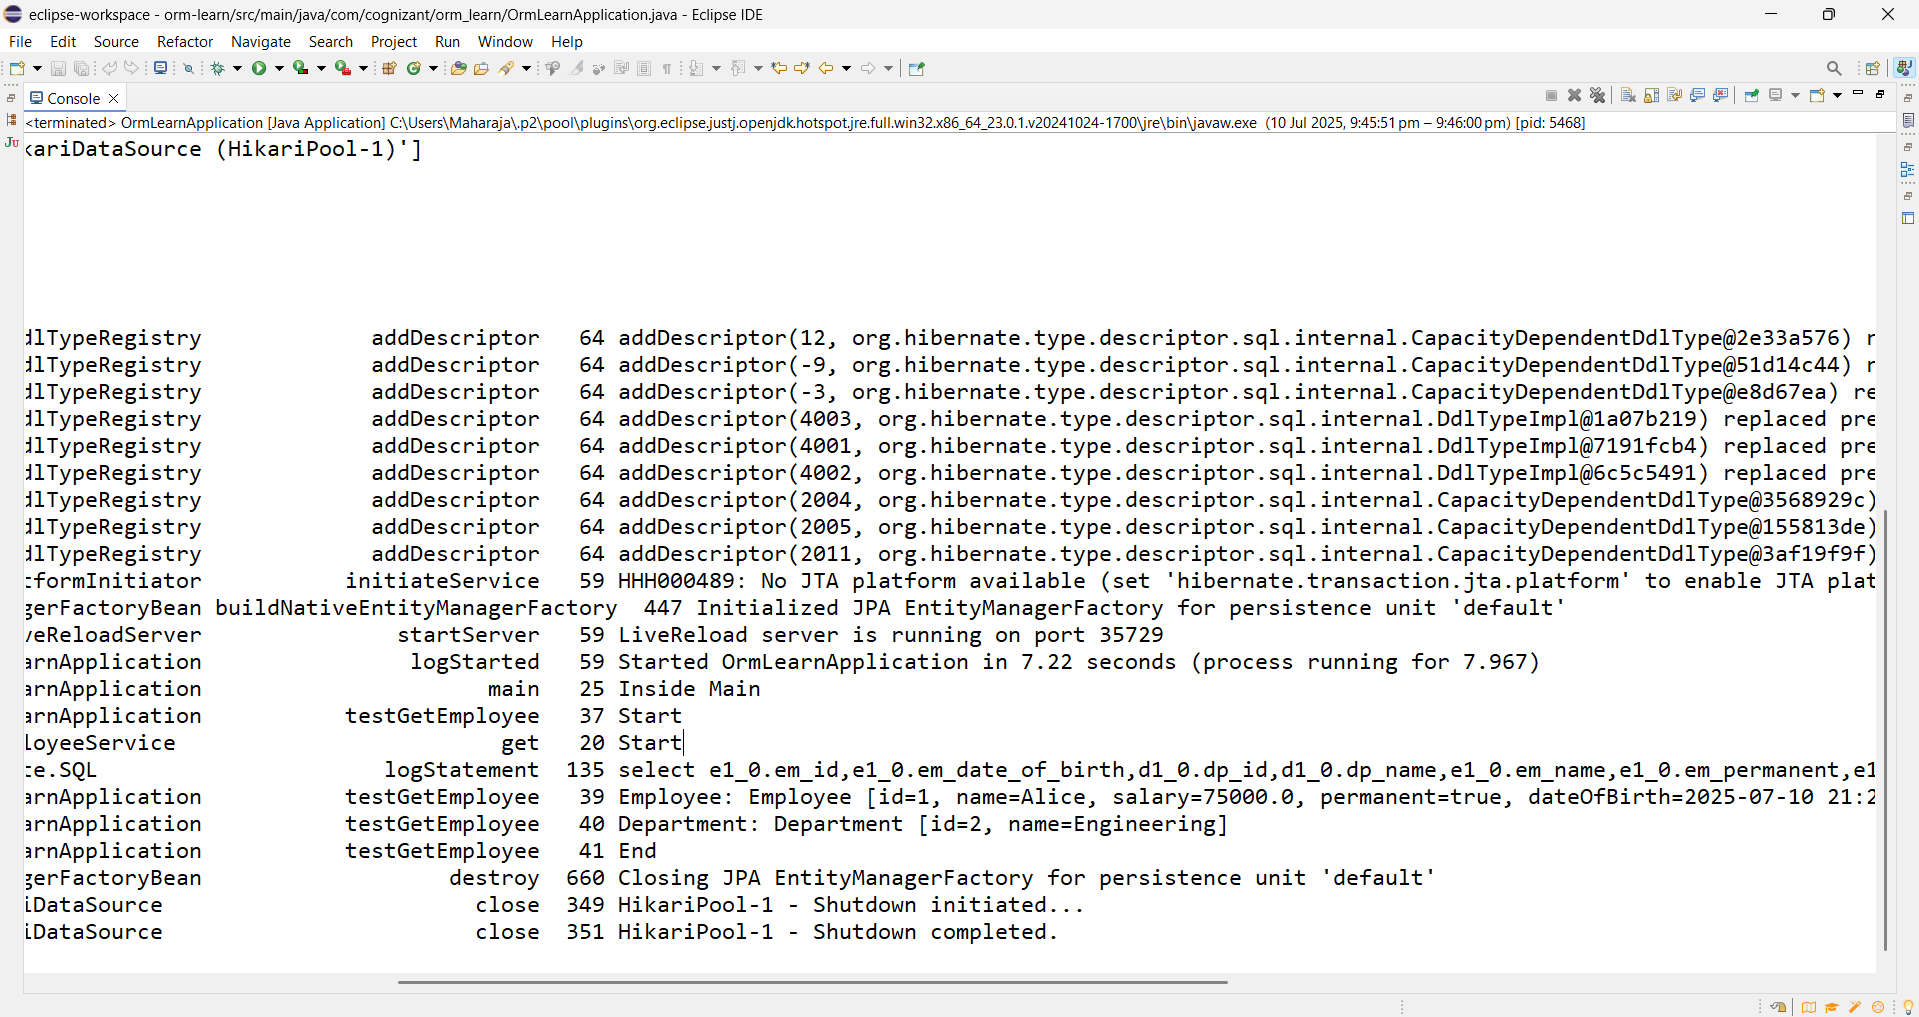 eclipse-workspace - orm-learn/src/main/java/com/cognizant/orm_learn/OrmLearnApplication.java - Eclipse IDE
File Edit Source Refactor Navigate Search Project Run Window Help
Console
<terminated> OrmLearnApplication [Java Application] C:\Users\Maharaja\.p2\pool\plugins\org.eclipse.justj.openjdk.hotspot.jre.full.win32.x86_64_23.0.1.v20241024-1700\jre\bin\javaw.exe (10 Jul 2025, 9:45:51 pm – 9:46:00 pm) [pid: 5468]
kariDataSource (HikariPool-1)']
dlTypeRegistry addDescriptor 64 addDescriptor(12, org.hibernate.type.descriptor.sql.internal.CapacityDependentDdlType@2e33a576) r
dlTypeRegistry addDescriptor 64 addDescriptor(-9, org.hibernate.type.descriptor.sql.internal.CapacityDependentDdlType@51d14c44) r
dlTypeRegistry addDescriptor 64 addDescriptor(-3, org.hibernate.type.descriptor.sql.internal.CapacityDependentDdlType@e8d67ea) re
dlTypeRegistry addDescriptor 64 addDescriptor(4003, org.hibernate.type.descriptor.sql.internal.DdlTypeImpl@1a07b219) replaced pre
dlTypeRegistry addDescriptor 64 addDescriptor(4001, org.hibernate.type.descriptor.sql.internal.DdlTypeImpl@7191fcb4) replaced pre
dlTypeRegistry addDescriptor 64 addDescriptor(4002, org.hibernate.type.descriptor.sql.internal.DdlTypeImpl@6c5c5491) replaced pre
dlTypeRegistry addDescriptor 64 addDescriptor(2004, org.hibernate.type.descriptor.sql.internal.CapacityDependentDdlType@3568929c)
dlTypeRegistry addDescriptor 64 addDescriptor(2005, org.hibernate.type.descriptor.sql.internal.CapacityDependentDdlType@155813de)
dlTypeRegistry addDescriptor 64 addDescriptor(2011, org.hibernate.type.descriptor.sql.internal.CapacityDependentDdlType@3af19f9f)
tformInitiator initiateService 59 HHH000489: No JTA platform available (set 'hibernate.transaction.jta.platform' to enable JTA plat
gerFactoryBean buildNativeEntityManagerFactory 447 Initialized JPA EntityManagerFactory for persistence unit 'default'
veReloadServer startServer 59 LiveReload server is running on port 35729
arnApplication logStarted 59 Started OrmLearnApplication in 7.22 seconds (process running for 7.967)
arnApplication main 25 Inside Main
arnApplication testGetEmployee 37 Start
loyeeService get 20 Start
te.SQL logStatement 135 select e1_0.em_id,e1_0.em_date_of_birth,d1_0.dp_id,d1_0.dp_name,e1_0.em_name,e1_0.em_permanent,e1
arnApplication testGetEmployee 39 Employee: Employee [id=1, name=Alice, salary=75000.0, permanent=true, dateOfBirth=2025-07-10 21:2
arnApplication testGetEmployee 40 Department: Department [id=2, name=Engineering]
arnApplication testGetEmployee 41 End
gerFactoryBean destroy 660 Closing JPA EntityManagerFactory for persistence unit 'default'
iDataSource close 349 HikariPool-1 - Shutdown initiated...
iDataSource close 351 HikariPool-1 - Shutdown completed.